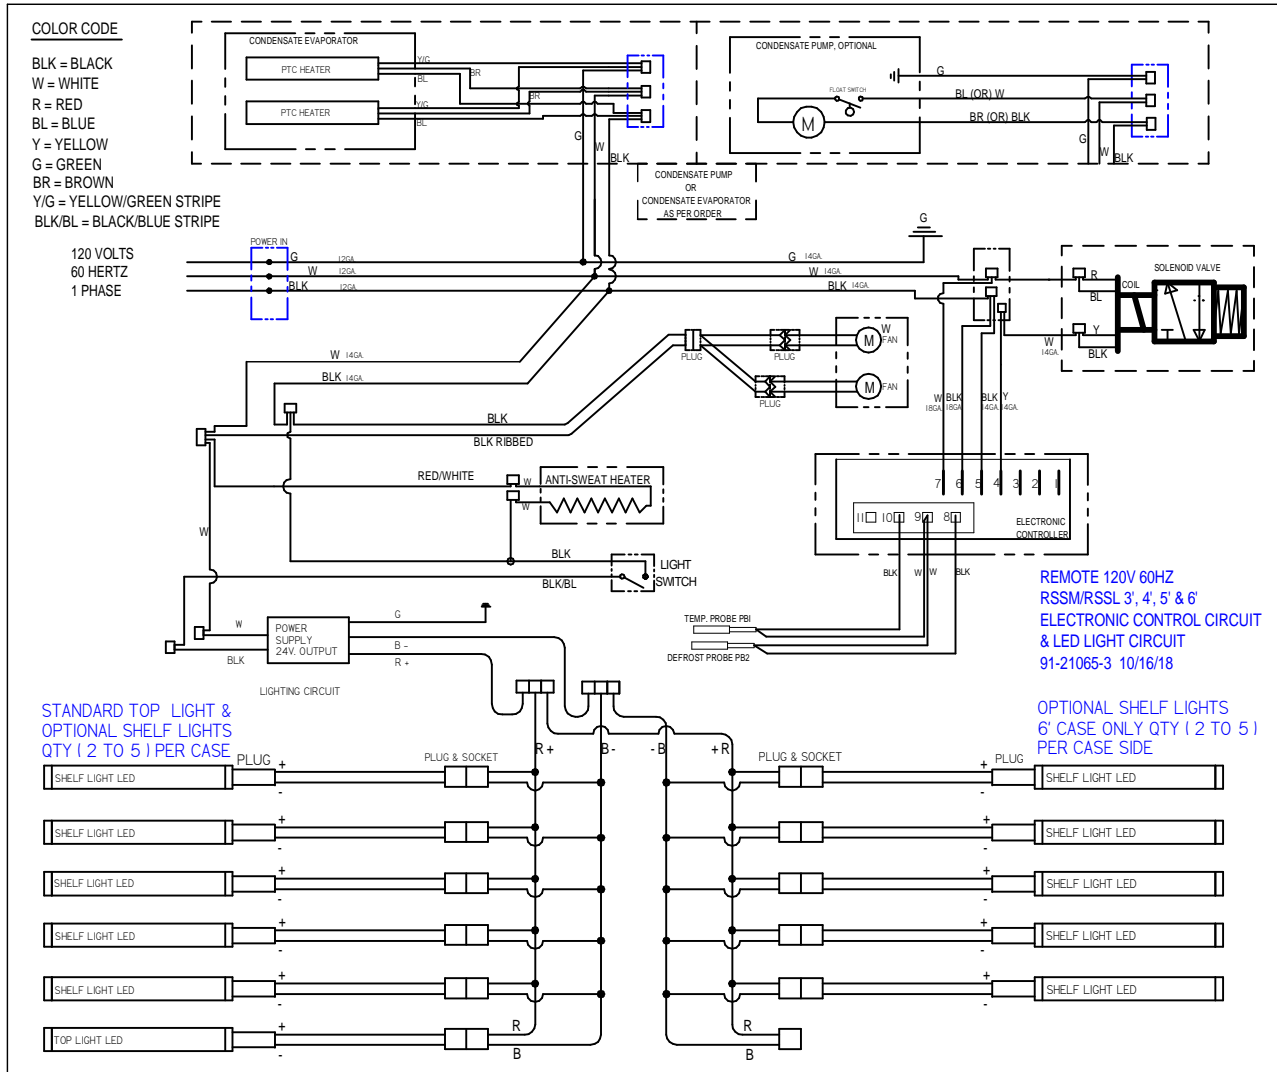 COLOR CODE
BLK = BLACK
W = WHITE
R = RED
BL = BLUE
Y = YELLOW
G = GREEN
BR = BROWN
Y/G = YELLOW/GREEN STRIPE
BLK/BL = BLACK/BLUE STRIPE
120 VOLTS
60 HERTZ
1 PHASE
CONDENSATE EVAPORATOR
PTC HEATER
PTC HEATER
Y/G
BL
BR
Y/G
BL
BR
G
W
BLK
CONDENSATE PUMP, OPTIONAL
G
FLOAT SWITCH
M
BL (OR) W
BR (OR) BLK
G
W
BLK
CONDENSATE PUMP
OR
CONDENSATE EVAPORATOR
AS PER ORDER
POWER IN
G 12GA.
W 12GA.
BLK 12GA.
G 14GA.
W 14GA.
BLK 14GA.
G
SOLENOID VALVE
COIL
R
BL
Y
BLK
W
14GA.
W 14GA.
BLK 14GA.
PLUG
PLUG
PLUG
M
W
FAN
M
FAN
BLK
BLK RIBBED
W
18GA.
BLK
18GA.
BLK
14GA.
Y
14GA.
RED/WHITE
W
W
ANTI-SWEAT HEATER
7 6 5 4 3 2 1
11 10 9 8
ELECTRONIC
CONTROLLER
BLK
W
W
BLK
W
BLK
BLK/BL
LIGHT
SWITCH
TEMP. PROBE PB1
DEFROST PROBE PB2
REMOTE 120V 60HZ
RSSM/RSSL 3', 4', 5' & 6'
ELECTRONIC CONTROL CIRCUIT
& LED LIGHT CIRCUIT
91-21065-3 10/16/18
W
BLK
POWER
SUPPLY
24V. OUTPUT
G
B -
R +
LIGHTING CIRCUIT
STANDARD TOP LIGHT &
OPTIONAL SHELF LIGHTS
QTY ( 2 TO 5 ) PER CASE
OPTIONAL SHELF LIGHTS
6' CASE ONLY QTY ( 2 TO 5 )
PER CASE SIDE
PLUG
PLUG & SOCKET
R +
B -
- B
+ R
PLUG & SOCKET
PLUG
SHELF LIGHT LED
+
-
+
-
SHELF LIGHT LED
SHELF LIGHT LED
+
-
+
-
SHELF LIGHT LED
SHELF LIGHT LED
+
-
+
-
SHELF LIGHT LED
SHELF LIGHT LED
+
-
+
-
SHELF LIGHT LED
SHELF LIGHT LED
+
-
+
-
SHELF LIGHT LED
TOP LIGHT LED
+
-
R
B
R
B